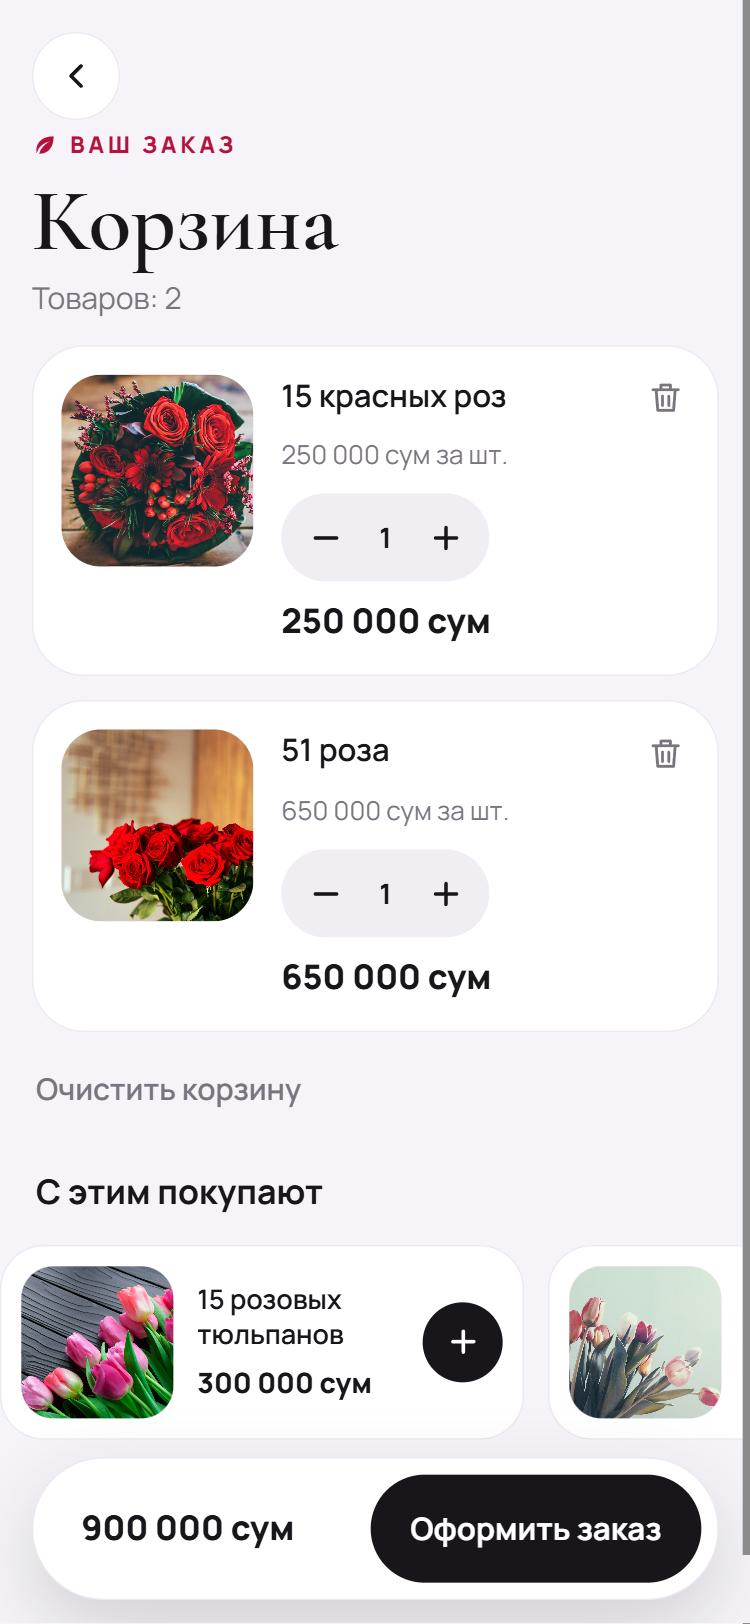 ВАШ ЗАКАЗ
Корзина
Товаров: 2
15 красных роз
250 000 сум за шт.
1
250 000 сум
51 роза
650 000 сум за шт.
1
650 000 сум
Очистить корзину
С этим покупают
15 розовых
тюльпанов
300 000 сум
900 000 сум
Оформить заказ